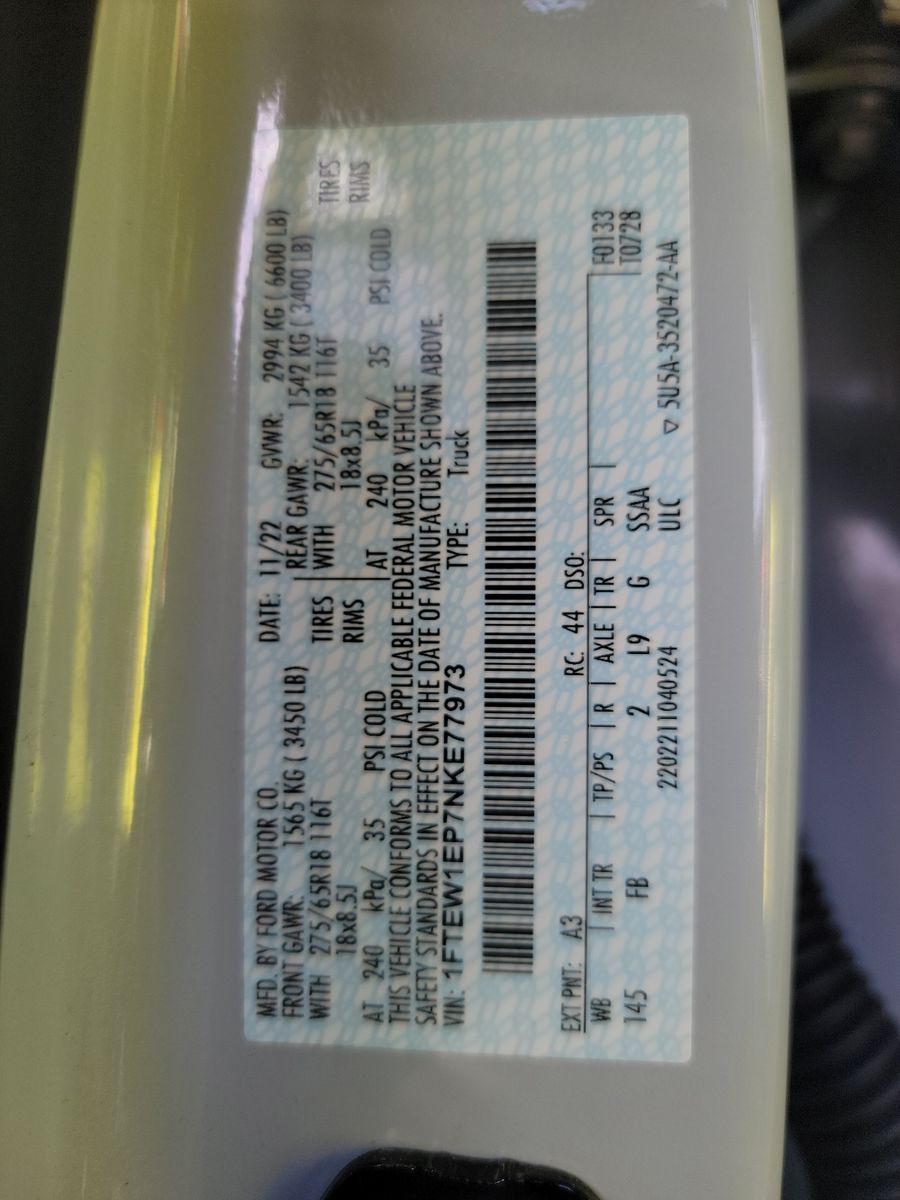 MFD. BY FORD MOTOR CO. DATE: 11/22 GVWR: 2994 KG ( 6600 LB)
FRONT GAWR: 1565 KG ( 3450 LB) REAR GAWR: 1542 KG ( 3400 LB)
WITH 275/65R18 116T TIRES WITH 275/65R18 116T TIRES
18x8.5J RIMS 18x8.5J RIMS
AT 240 kPa/ 35 PSI COLD AT 240 kPa/ 35 PSI COLD
THIS VEHICLE CONFORMS TO ALL APPLICABLE FEDERAL MOTOR VEHICLE
SAFETY STANDARDS IN EFFECT ON THE DATE OF MANUFACTURE SHOWN ABOVE.
VIN: 1FTEW1EP7NKE77973 TYPE: Truck
EXT PNT: A3 RC: 44 DSO:
WB INT TR TP/PS R AXLE TR SPR F0133
145 FB 2 L9 G SSAA T0728
2202211040524 ULC ▽ 5U5A-3520472-AA